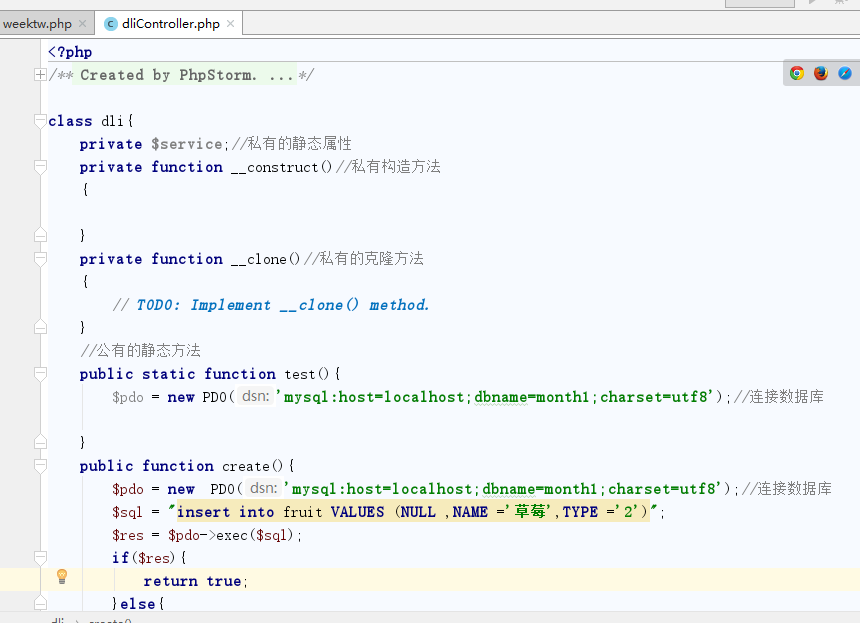 weektw.php
dliController.php
<?php
/** Created by PhpStorm. ...*/
class dli{
private $service;//私有的静态属性
private function __construct()//私有构造方法
{
}
private function __clone()//私有的克隆方法
{
// TODO: Implement __clone() method.
}
//公有的静态方法
public static function test(){
$pdo = new PDO( dsn: 'mysql:host=localhost;dbname=month1;charset=utf8');//连接数据库
}
public function create(){
$pdo = new  PDO( dsn: 'mysql:host=localhost;dbname=month1;charset=utf8');//连接数据库
$sql = "insert into fruit VALUES (NULL ,NAME ='草莓',TYPE ='2')";
$res = $pdo->exec($sql);
if($res){
return true;
}else{
dli > create()